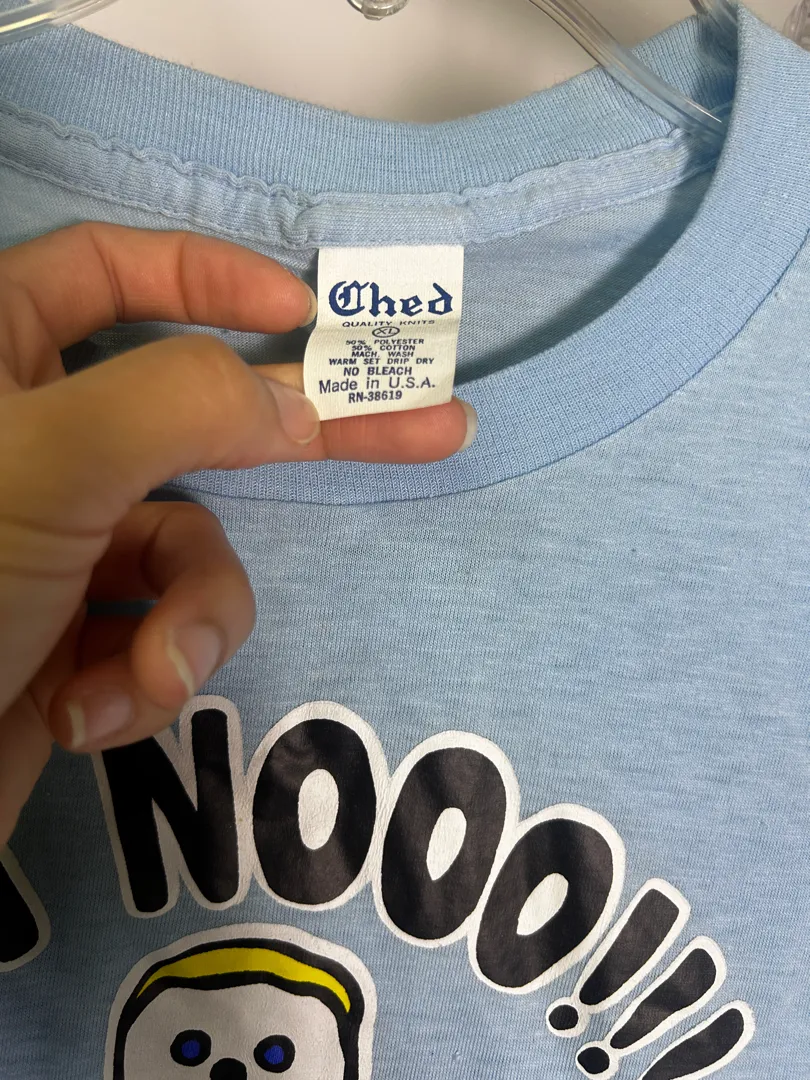 Ched
QUALITY KNITS
XL
50% POLYESTER
50% COTTON
MACH. WASH
WARM SET DRIP DRY
NO BLEACH
Made in U.S.A.
RN-38619
NOOO!!!